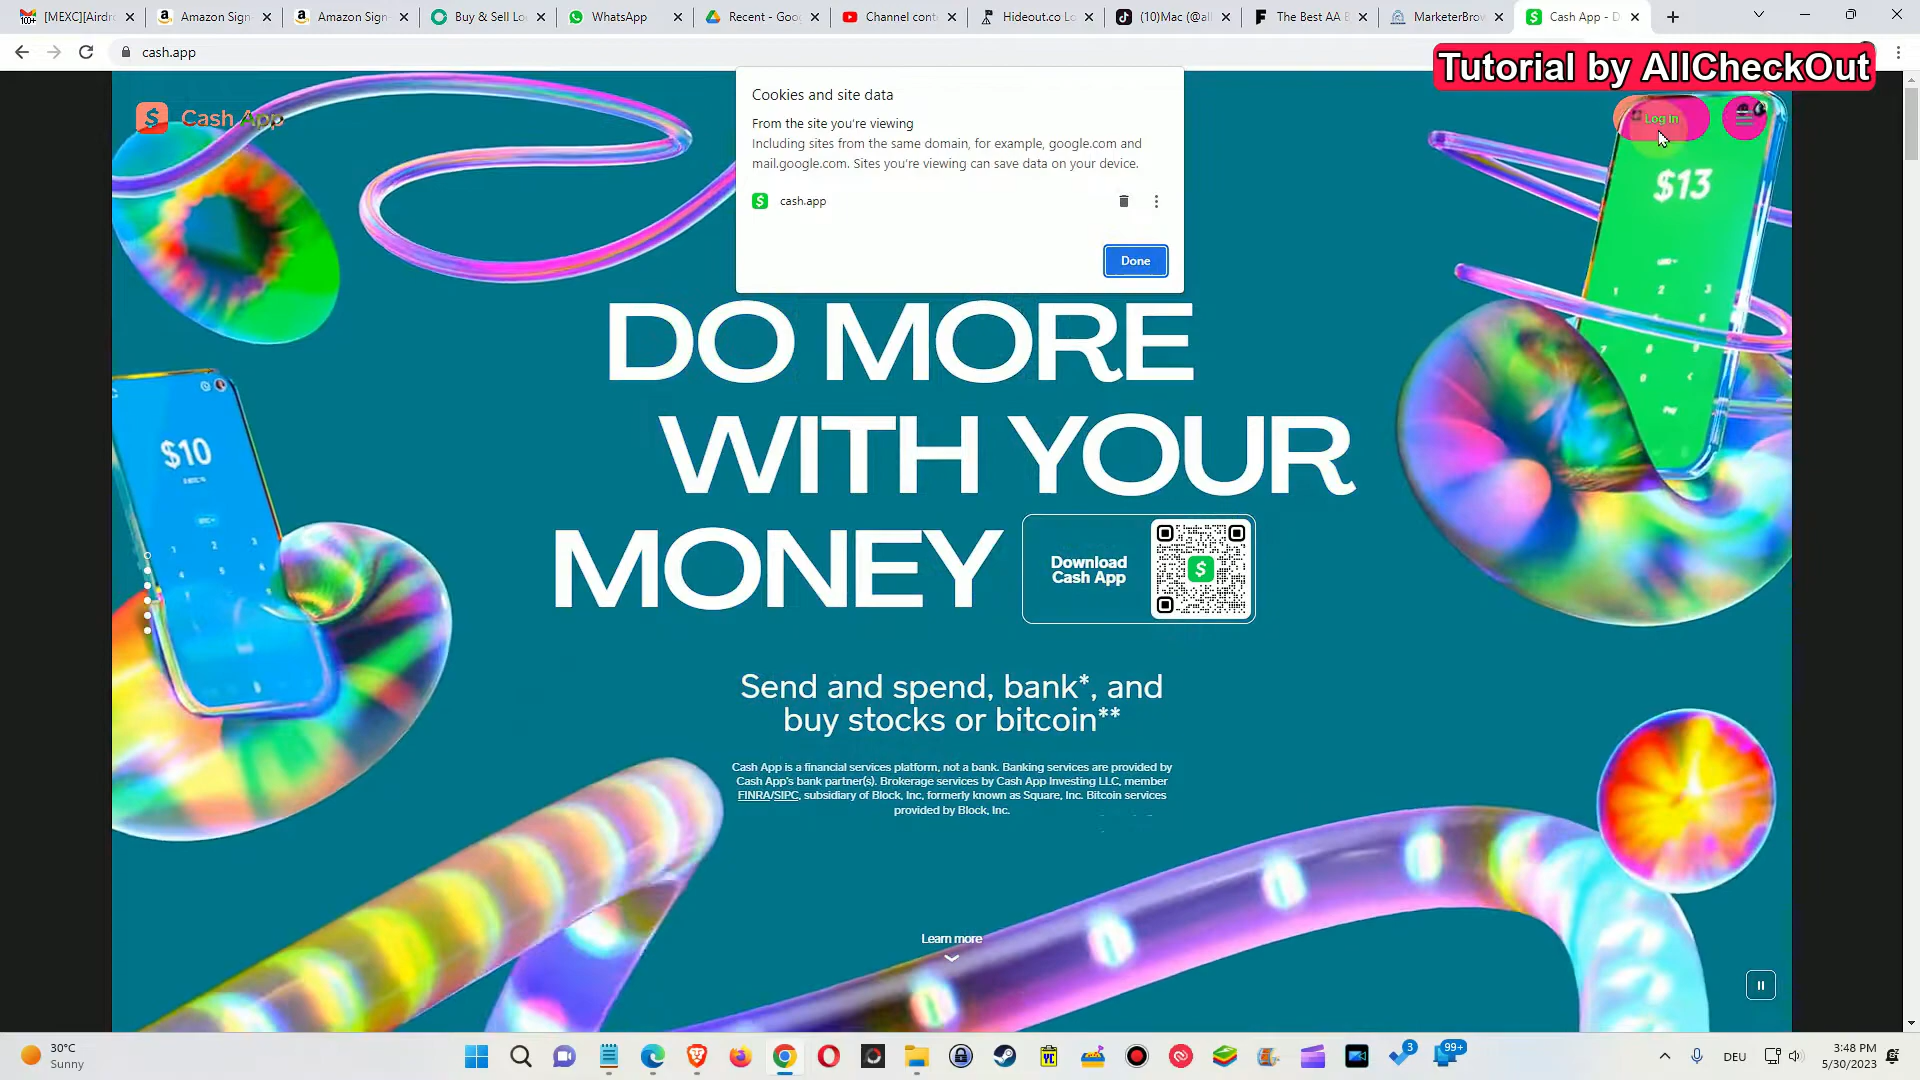 [MEXC][Airdr
Amazon Sign
Amazon Sign
Buy & Sell Lo
WhatsApp
Recent - Goo
Channel cont
Hideout.co Lo
(10)Mac (@all
The Best AA B
MarketerBrow
Cash App - D
cash.app
Tutorial by AllCheckOut
Cash App
Log in
Cookies and site data
From the site you're viewing
Including sites from the same domain, for example, google.com and
mail.google.com. Sites you're viewing can save data on your device.
cash.app
Done
$13
$10
DO MORE
WITH YOUR
MONEY
Download
Cash App
Send and spend, bank*, and
buy stocks or bitcoin**
Cash App is a financial services platform, not a bank. Banking services are provided by
Cash App's bank partner(s). Brokerage services by Cash App Investing LLC, member
FINRA/SIPC, subsidiary of Block, Inc, formerly known as Square, Inc. Bitcoin services
provided by Block, Inc.
Learn more
30°C
Sunny
3
99+
DEU
3:48 PM
5/30/2023